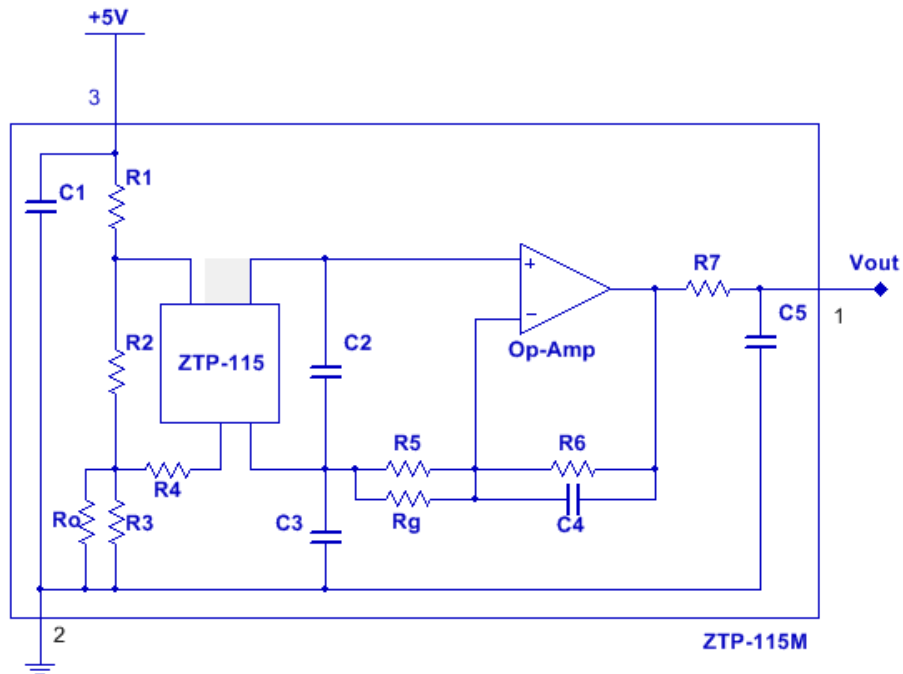 +5V
3
C1
R1
R7
Vout
+
−
C5
1
R2
ZTP-115
C2
Op-Amp
R5
R6
R4
Ro
R3
C3
Rg
C4
2
ZTP-115M